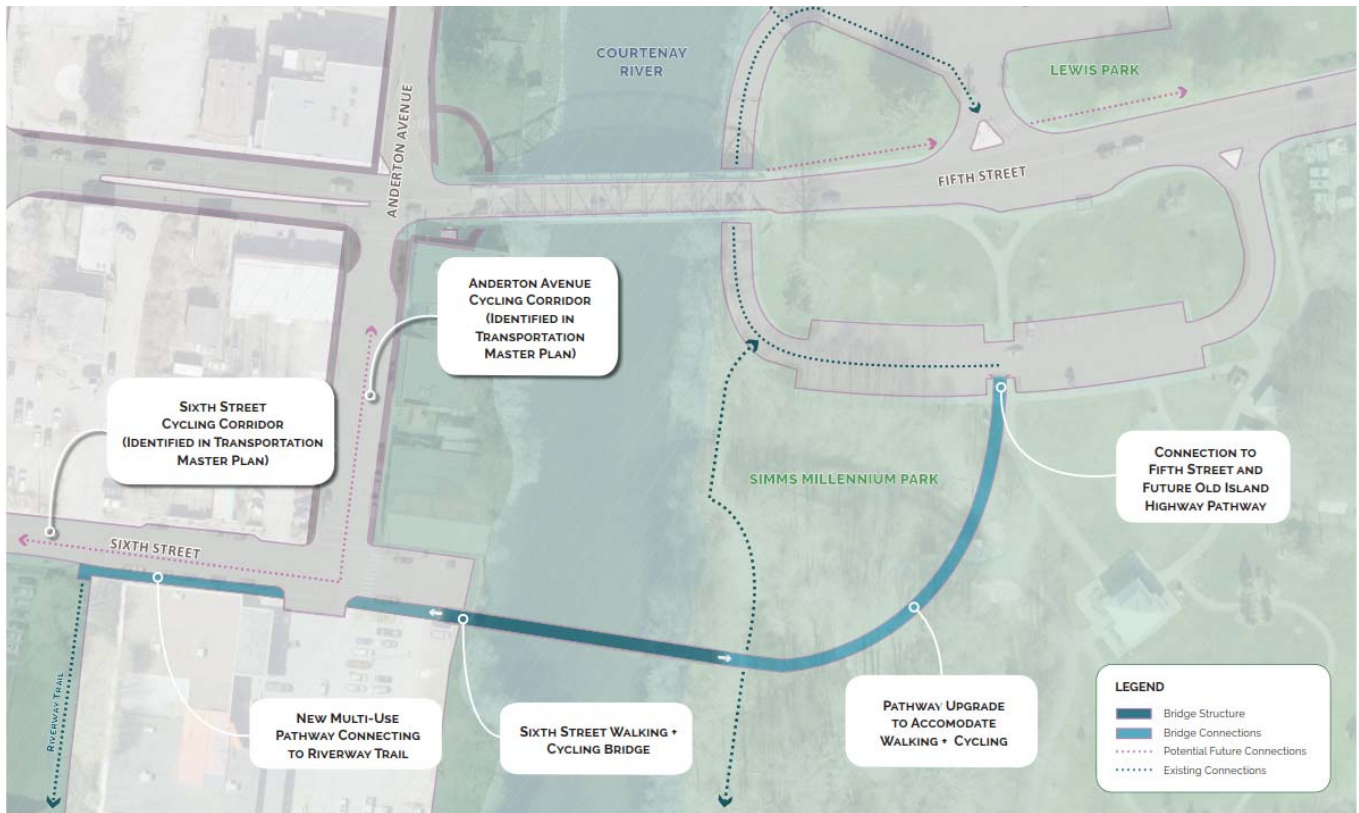 COURTENAY
RIVER
LEWIS PARK
ANDERTON AVENUE
FIFTH STREET
ANDERTON AVENUE
CYCLING CORRIDOR
(IDENTIFIED IN
TRANSPORTATION
MASTER PLAN)
SIXTH STREET
CYCLING CORRIDOR
(IDENTIFIED IN TRANSPORTATION
MASTER PLAN)
CONNECTION TO
FIFTH STREET AND
FUTURE OLD ISLAND
HIGHWAY PATHWAY
SIMMS MILLENNIUM PARK
SIXTH STREET
RIVERWAY TRAIL
NEW MULTI-USE
PATHWAY CONNECTING
TO RIVERWAY TRAIL
SIXTH STREET WALKING +
CYCLING BRIDGE
PATHWAY UPGRADE
TO ACCOMODATE
WALKING + CYCLING
LEGEND
Bridge Structure
Bridge Connections
Potential Future Connections
Existing Connections